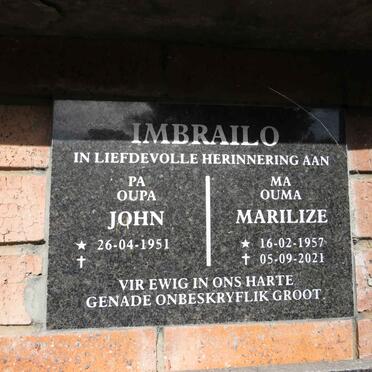 IMBRAILO
IN LIEFDEVOLLE HERINNERING AAN
PA
OUPA
JOHN
★ 26-04-1951
✝
MA
OUMA
MARILIZE
★ 16-02-1957
✝ 05-09-2021
VIR EWIG IN ONS HARTE
GENADE ONBESKRYFLIK GROOT